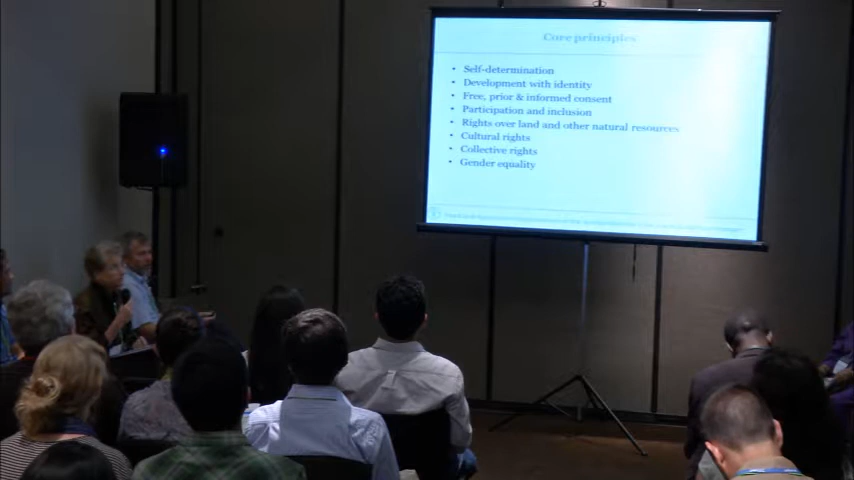 Core principles
• Self-determination
• Development with identity
• Free, prior & informed consent
• Participation and inclusion
• Rights over land and other natural resources
• Cultural rights
• Collective rights
• Gender equality